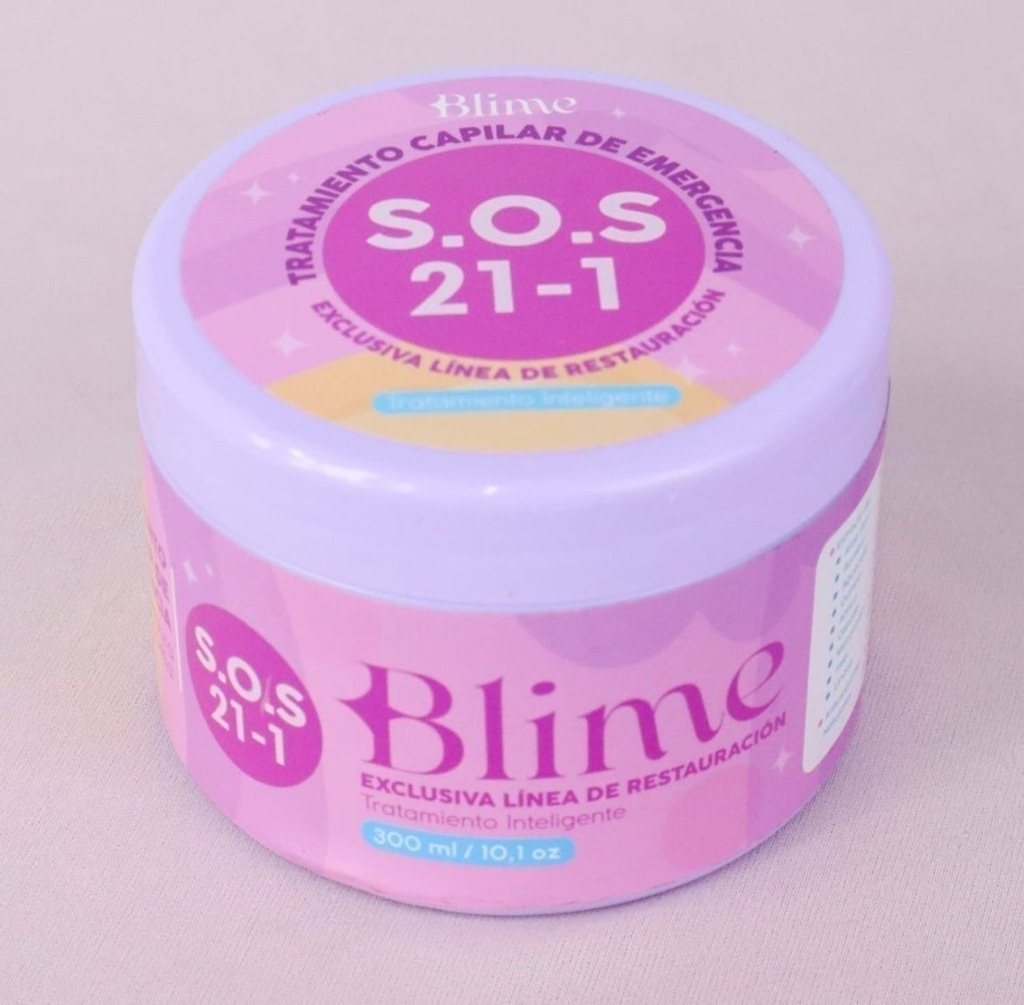 Blime
TRATAMIENTO CAPILAR DE EMERGENCIA
S.O.S
21-1
EXCLUSIVA LÍNEA DE RESTAURACIÓN
Tratamiento Inteligente
S.O.S
21-1
Blime
EXCLUSIVA LÍNEA DE RESTAURACIÓN
Tratamiento Inteligente
300 ml / 10,1 oz